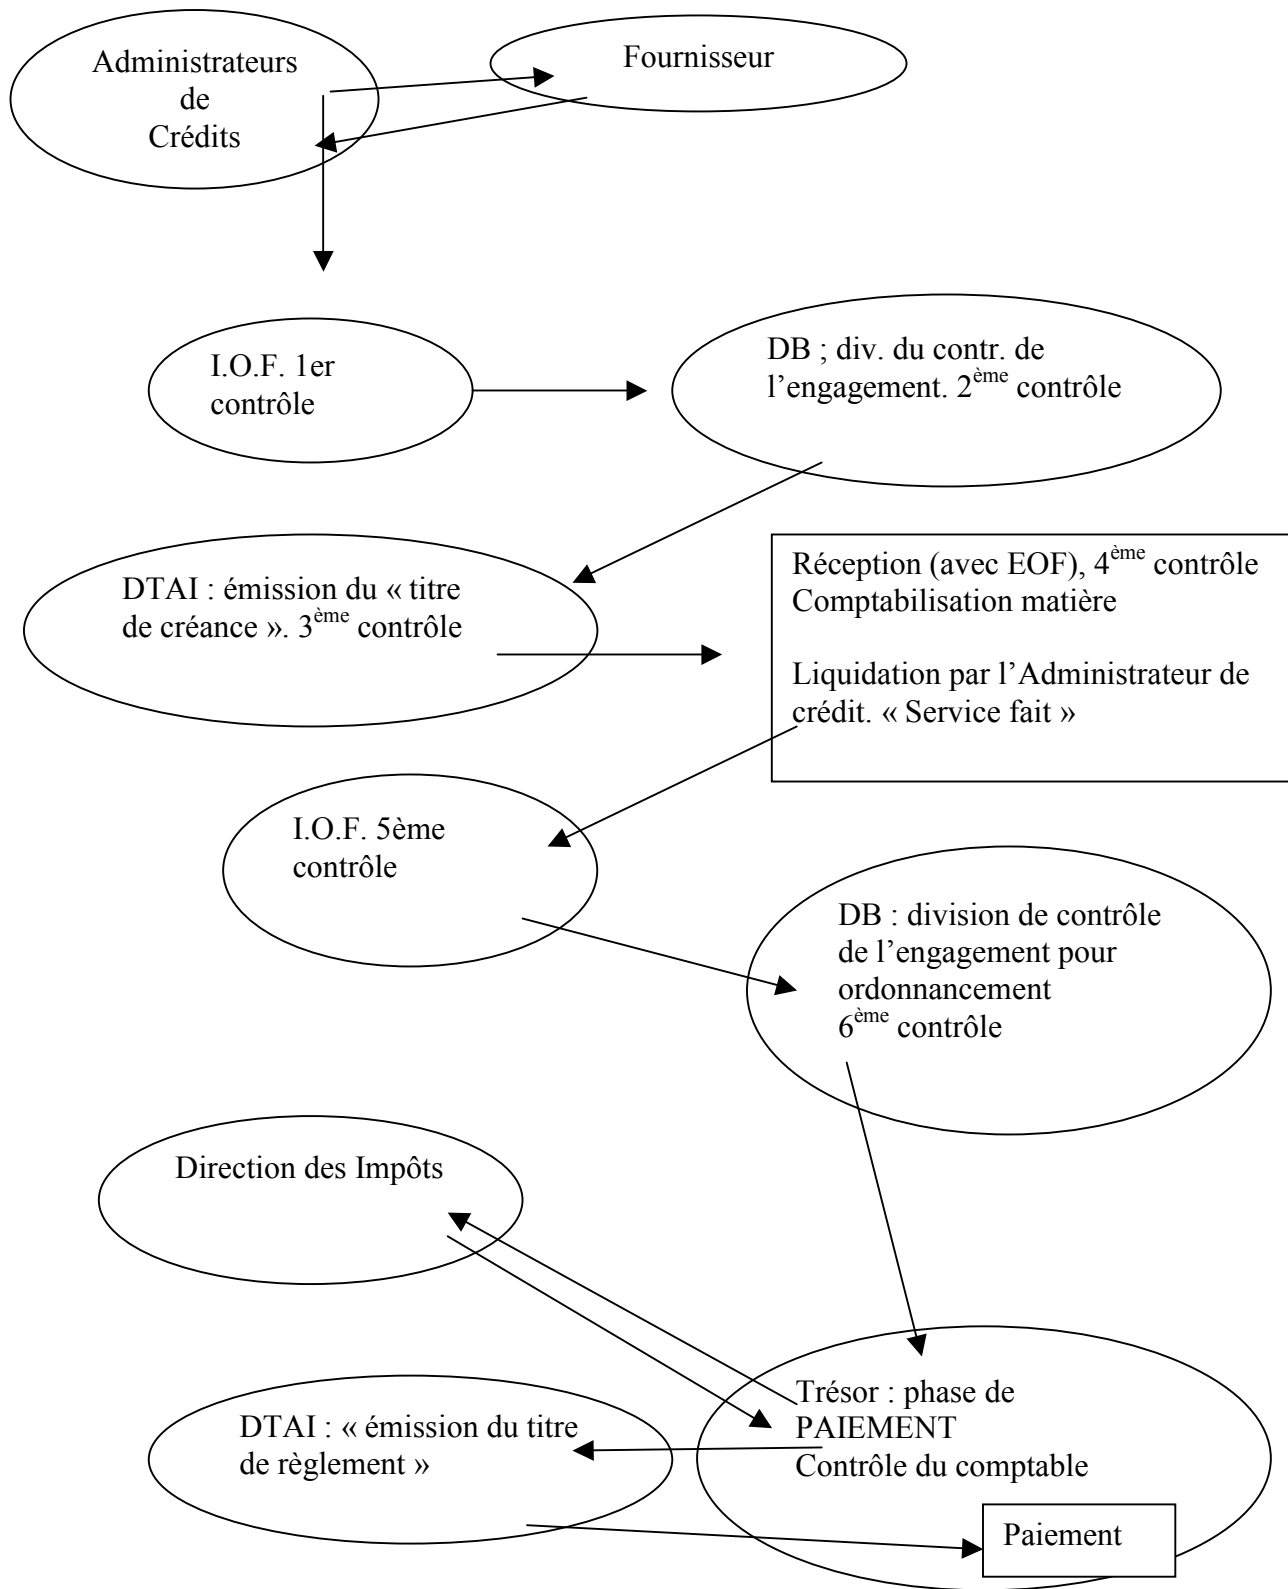 Administrateurs
de
Crédits
Fournisseur
I.O.F. 1er
contrôle
DB ; div. du contr. de
l’engagement. 2ème contrôle
DTAI : émission du « titre
de créance ». 3ème contrôle
Réception (avec EOF), 4ème contrôle
Comptabilisation matière
Liquidation par l’Administrateur de
crédit. « Service fait »
I.O.F. 5ème
contrôle
DB : division de contrôle
de l’engagement pour
ordonnancement
6ème contrôle
Direction des Impôts
Trésor : phase de
PAIEMENT
Contrôle du comptable
DTAI : « émission du titre
de règlement »
Paiement